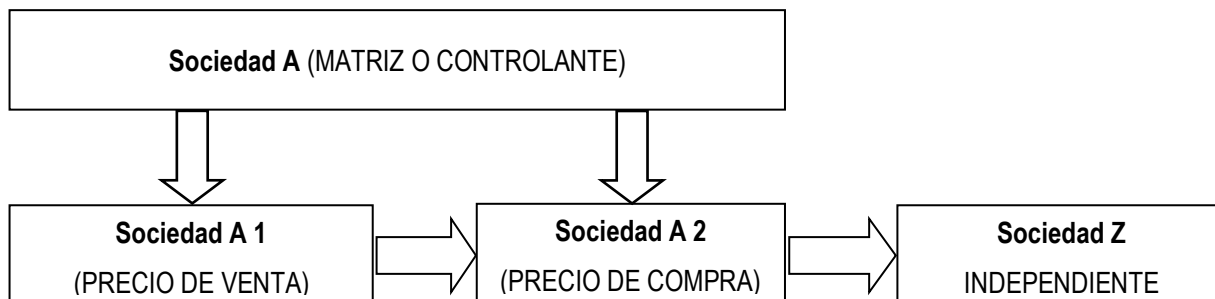 Sociedad A (MATRIZ O CONTROLANTE)
Sociedad A 1
(PRECIO DE VENTA)
Sociedad A 2
(PRECIO DE COMPRA)
Sociedad Z
INDEPENDIENTE